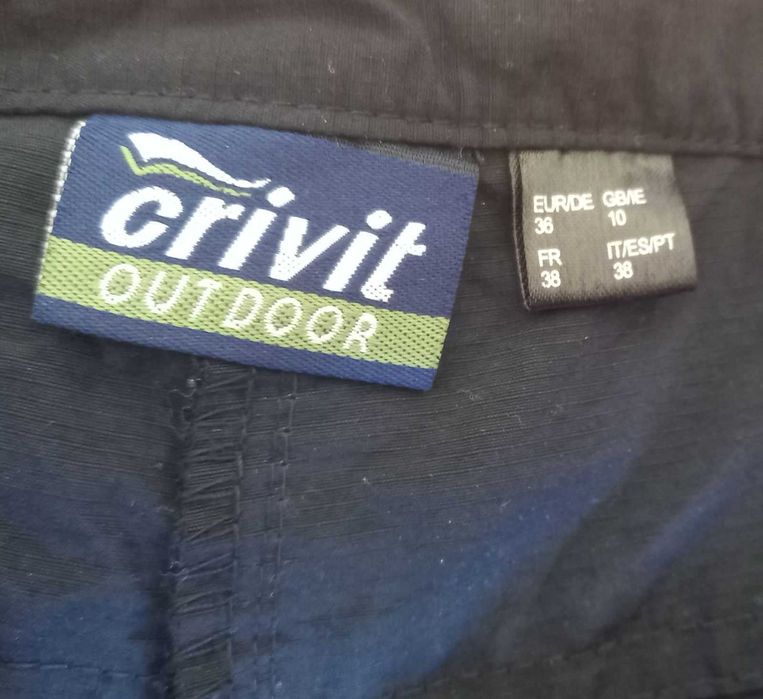 crivit
OUTDOOR
EUR/DE GB/IE
36 10
FR IT/ES/PT
38 38